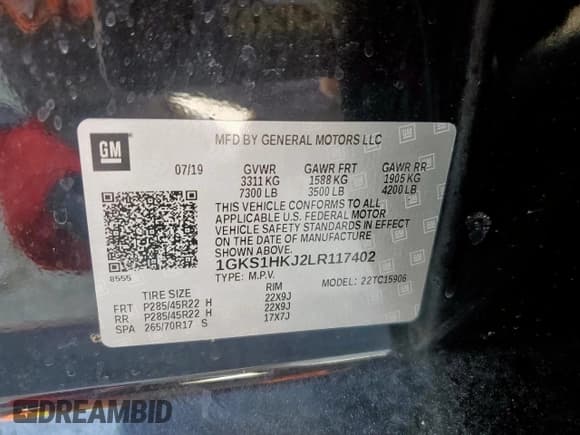 GM
MFD BY GENERAL MOTORS LLC
07/19 GVWR GAWR FRT GAWR RR
3311 KG 1588 KG 1905 KG
7300 LB 3500 LB 4200 LB
THIS VEHICLE CONFORMS TO ALL
APPLICABLE U.S. FEDERAL MOTOR
VEHICLE SAFETY STANDARDS IN EFFECT
ON THE DATE OF MANUFACTURE
SHOWN ABOVE.
8555 1GKS1HKJ2LR117402
TYPE: M.P.V. MODEL: 22TC15906
TIRE SIZE RIM
FRT P285/45R22 H 22X9J
RR P285/45R22 H 22X9J
SPA 265/70R17 S 17X7J
DREAMBID